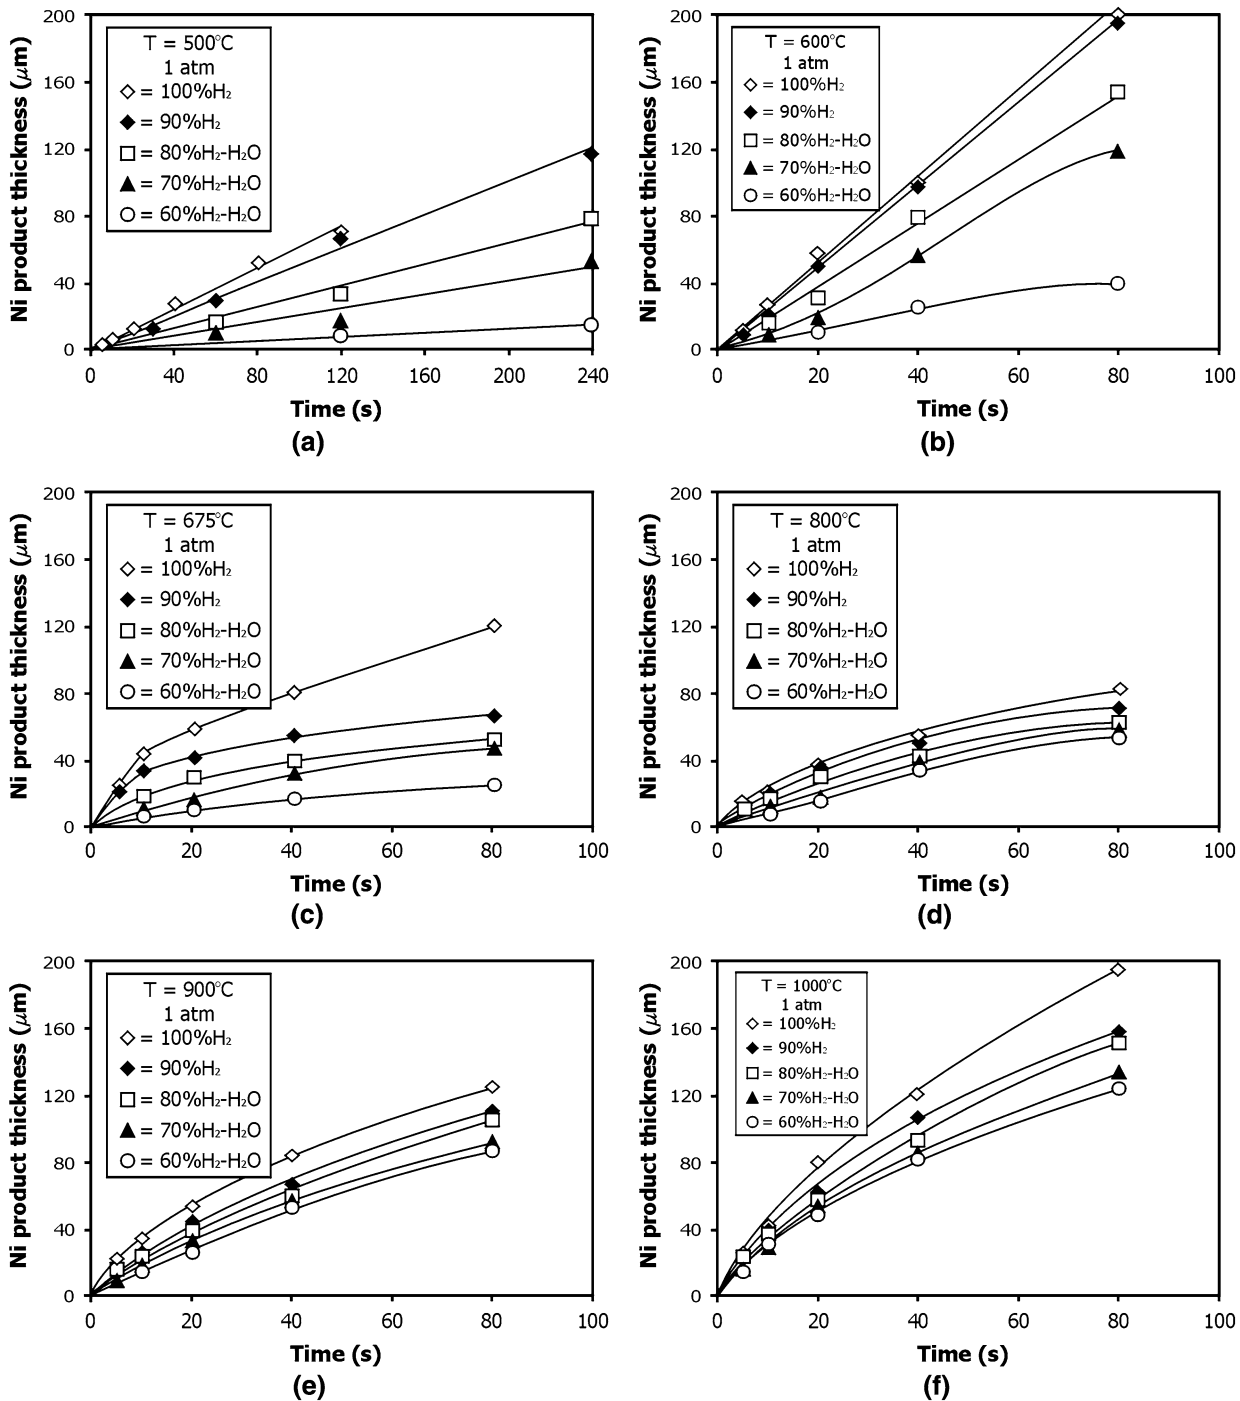 T = 500°C
1 atm
= 100%H₂
= 90%H₂
= 80%H₂-H₂O
= 70%H₂-H₂O
= 60%H₂-H₂O
Ni product thickness (μm)
200
160
120
80
40
0
0 40 80 120 160 200 240
Time (s)
(a)
T = 600°C
1 atm
= 100%H₂
= 90%H₂
= 80%H₂-H₂O
= 70%H₂-H₂O
= 60%H₂-H₂O
Ni product thickness (μm)
200
160
120
80
40
0
0 20 40 60 80 100
Time (s)
(b)
T = 675°C
1 atm
= 100%H₂
= 90%H₂
= 80%H₂-H₂O
= 70%H₂-H₂O
= 60%H₂-H₂O
Ni product thickness (μm)
200
160
120
80
40
0
0 20 40 60 80 100
Time (s)
(c)
T = 800°C
1 atm
= 100%H₂
= 90%H₂
= 80%H₂-H₂O
= 70%H₂-H₂O
= 60%H₂-H₂O
Ni product thickness (μm)
200
160
120
80
40
0
0 20 40 60 80 100
Time (s)
(d)
T = 900°C
1 atm
= 100%H₂
= 90%H₂
= 80%H₂-H₂O
= 70%H₂-H₂O
= 60%H₂-H₂O
Ni product thickness (μm)
200
160
120
80
40
0
0 20 40 60 80 100
Time (s)
(e)
T = 1000°C
1 atm
= 100%H₂
= 90%H₂
= 80%H₂-H₂O
= 70%H₂-H₂O
= 60%H₂-H₂O
Ni product thickness (μm)
200
160
120
80
40
0
0 20 40 60 80 100
Time (s)
(f)